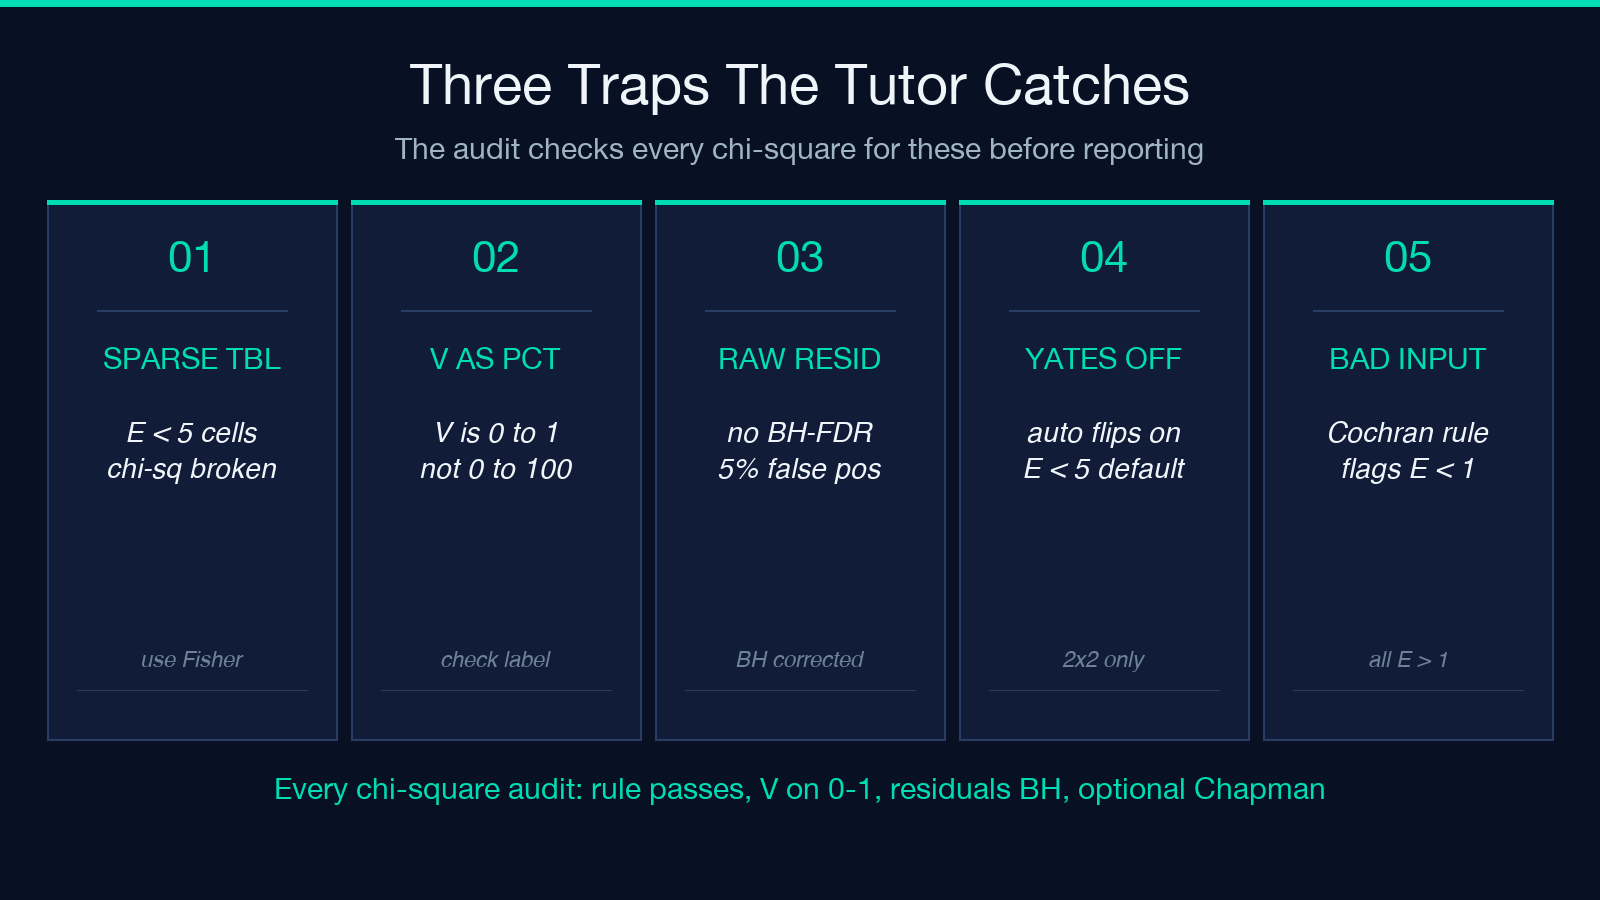 Three Traps The Tutor Catches
The audit checks every chi-square for these before reporting
01
SPARSE TBL
E < 5 cells
chi-sq broken
use Fisher
02
V AS PCT
V is 0 to 1
not 0 to 100
check label
03
RAW RESID
no BH-FDR
5% false pos
BH corrected
04
YATES OFF
auto flips on
E < 5 default
2x2 only
05
BAD INPUT
Cochran rule
flags E < 1
all E > 1
Every chi-square audit: rule passes, V on 0-1, residuals BH, optional Chapman